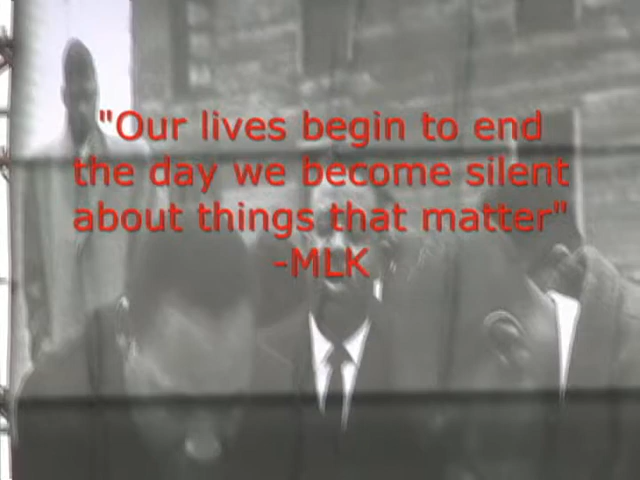 "Our lives begin to end
the day we become silent
about things that matter"
-MLK